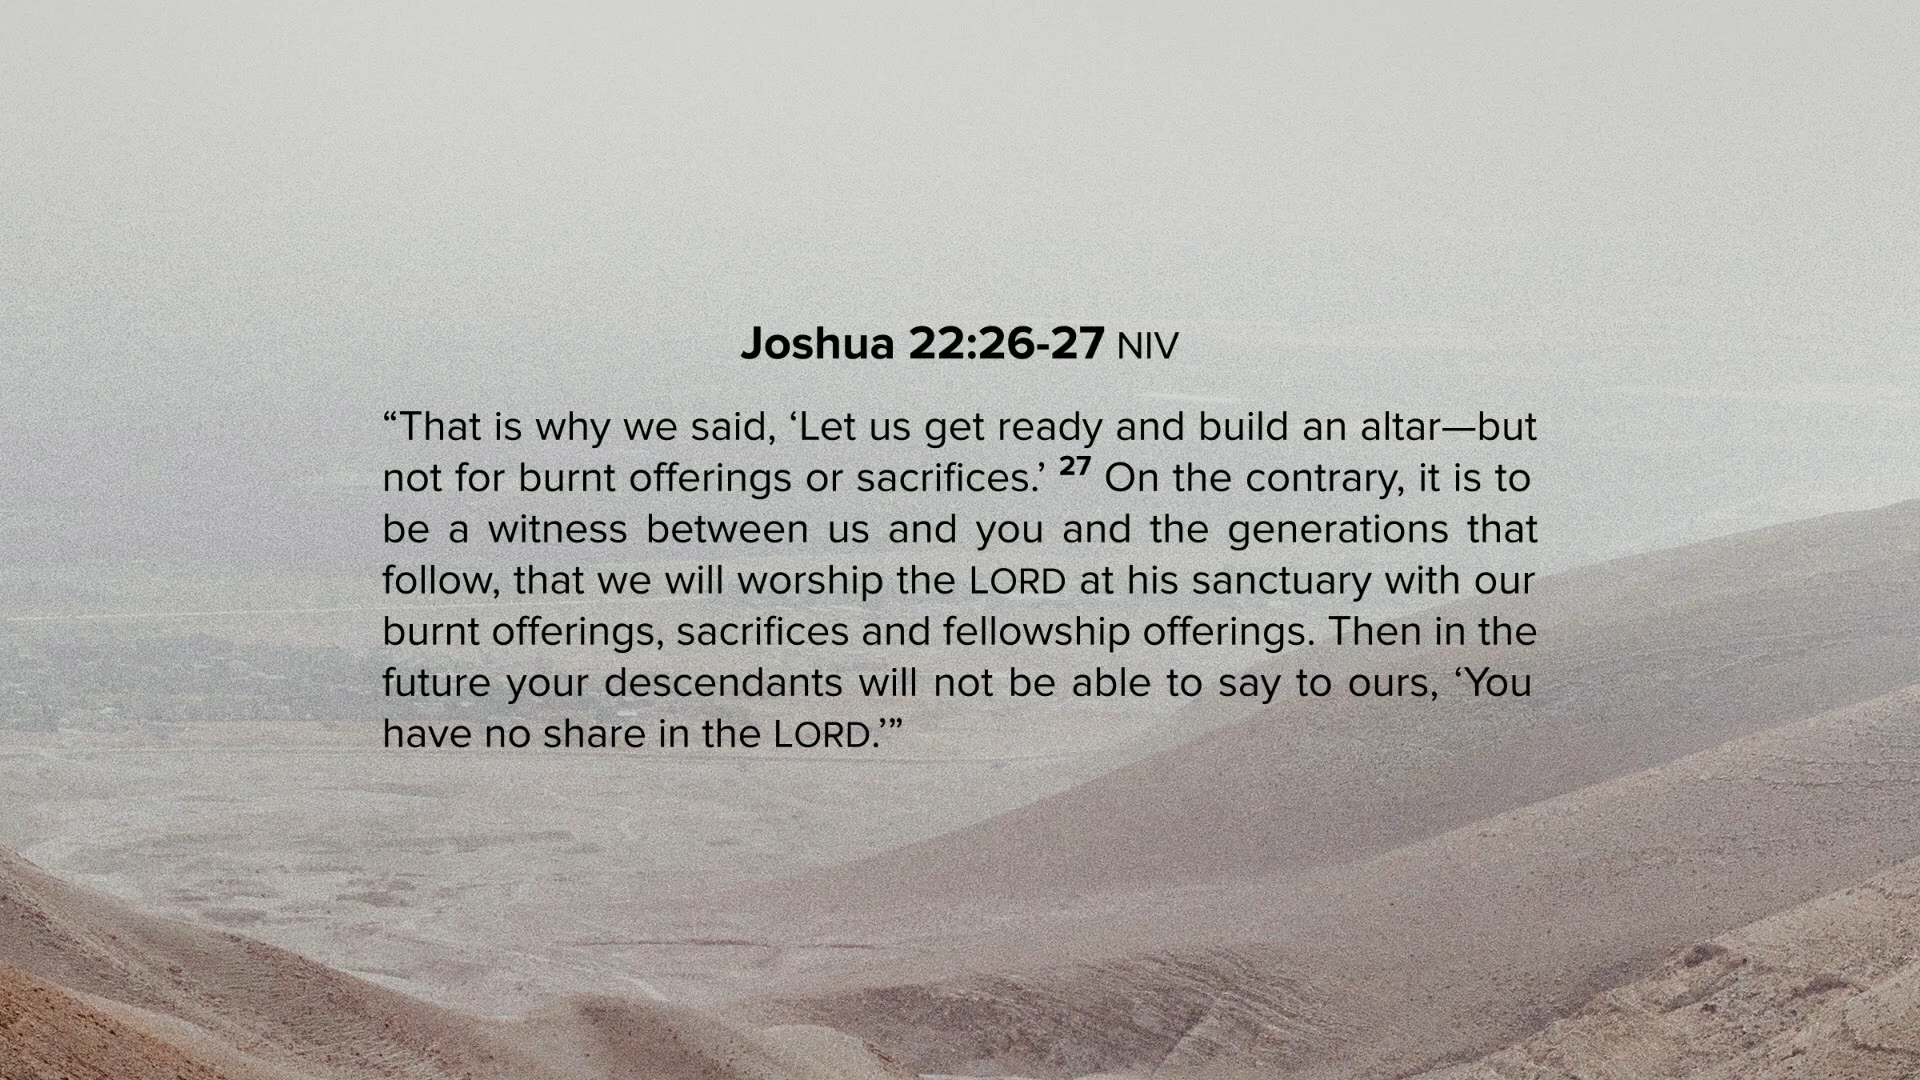 Joshua 22:26-27 NIV
“That is why we said, ‘Let us get ready and build an altar—but
not for burnt offerings or sacrifices.’ 27 On the contrary, it is to
be a witness between us and you and the generations that
follow, that we will worship the LORD at his sanctuary with our
burnt offerings, sacrifices and fellowship offerings. Then in the
future your descendants will not be able to say to ours, ‘You
have no share in the LORD.’”